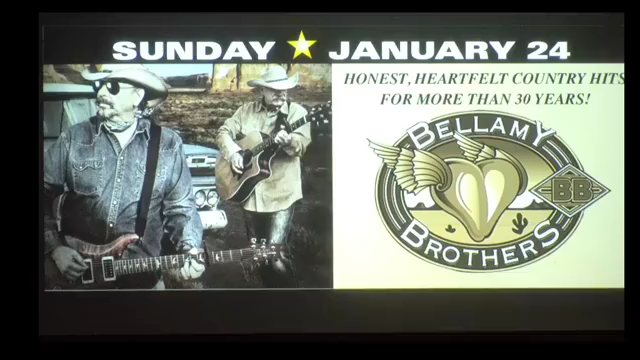 SUNDAY ★ JANUARY 24
HONEST, HEARTFELT COUNTRY HITS
FOR MORE THAN 30 YEARS!
BELLAMY
BB
BROTHERS